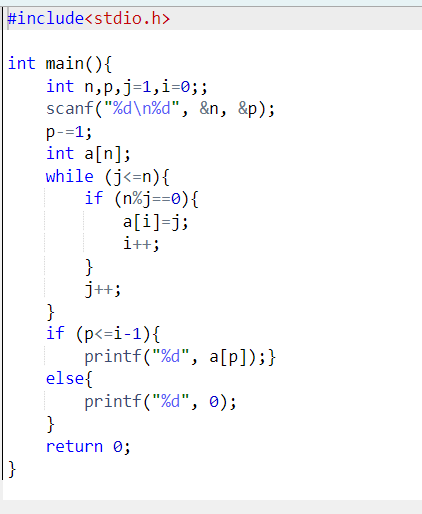 #include<stdio.h>
int main(){
int n,p,j=1,i=0;;
scanf("%d\n%d", &n, &p);
p-=1;
int a[n];
while (j<=n){
if (n%j==0){
a[i]=j;
i++;
}
j++;
}
if (p<=i-1){
printf("%d", a[p]);}
else{
printf("%d", 0);
}
return 0;
}